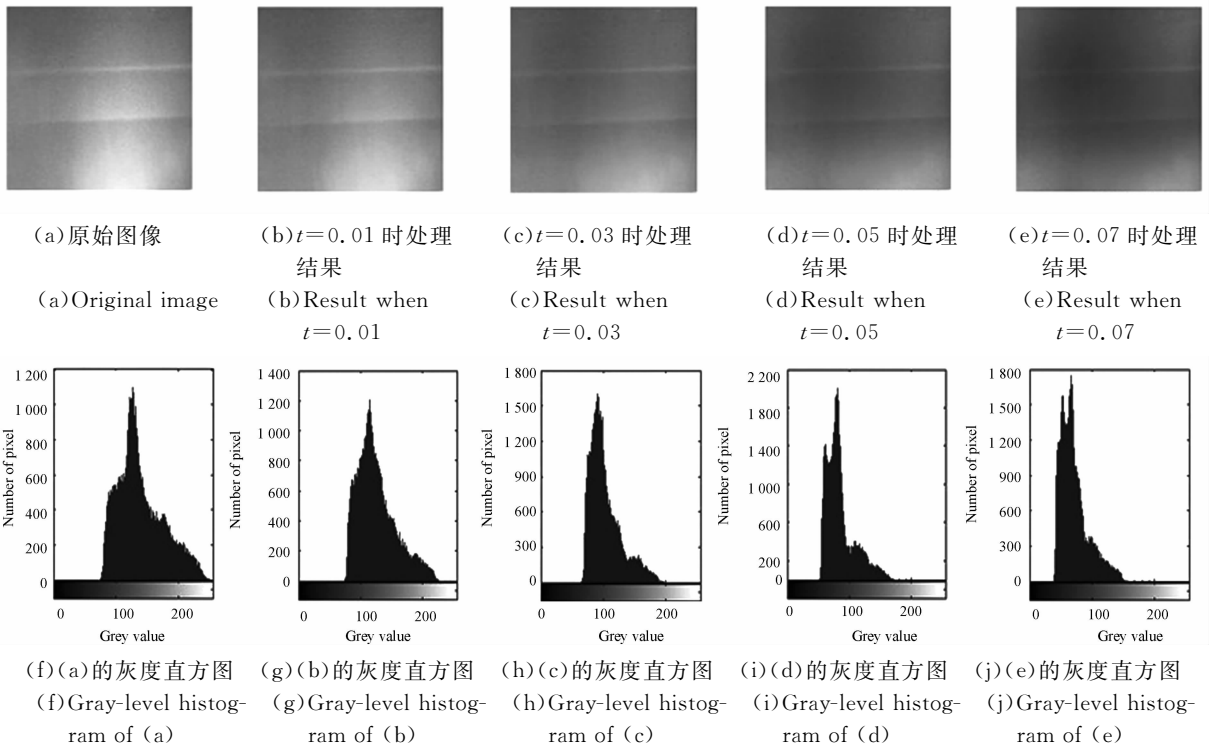 (a)原始图像
(b)t=0.01 时处理
结果
(c)t=0.03 时处理
结果
(d)t=0.05 时处理
结果
(e)t=0.07 时处理
结果
(a)Original image
(b)Result when
t=0.01
(c)Result when
t=0.03
(d)Result when
t=0.05
(e)Result when
t=0.07
Number of pixel
1 200
1 000
800
600
400
200
0
0 100 200
Grey value
Number of pixel
1 400
1 200
1 000
800
600
400
200
0
0 100 200
Grey value
Number of pixel
1 800
1 500
1 200
900
600
300
0
0 100 200
Grey value
Number of pixel
2 200
1 800
1 400
1 000
600
200
0
0 100 200
Grey value
Number of pixel
1 800
1 500
1 200
900
600
300
0
0 100 200
Grey value
(f)(a)的灰度直方图
(f)Gray-level histog-
ram of (a)
(g)(b)的灰度直方图
(g)Gray-level histog-
ram of (b)
(h)(c)的灰度直方图
(h)Gray-level histog-
ram of (c)
(i)(d)的灰度直方图
(i)Gray-level histog-
ram of (d)
(j)(e)的灰度直方图
(j)Gray-level histog-
ram of (e)